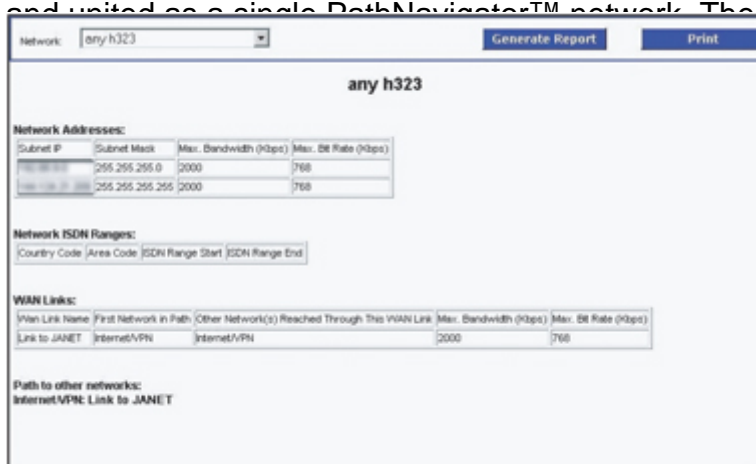 and united as a single PathNavigator™ network. The
Network: any h323 Generate Report Print
any h323
Network Addresses:
Subnet IP Subnet Mask Max. Bandwidth (Kbps) Max. Bit Rate (Kbps)
255.255.255.0 2000 768
255.255.255.255 2000 768
Network ISDN Ranges:
Country Code Area Code ISDN Range Start ISDN Range End
WAN Links:
Wan Link Name First Network in Path Other Network(s) Reached Through This WAN Link Max. Bandwidth (Kbps) Max. Bit Rate (Kbps)
Link to JANET Internet/VPN Internet/VPN 2000 768
Path to other networks:
Internet/VPN: Link to JANET